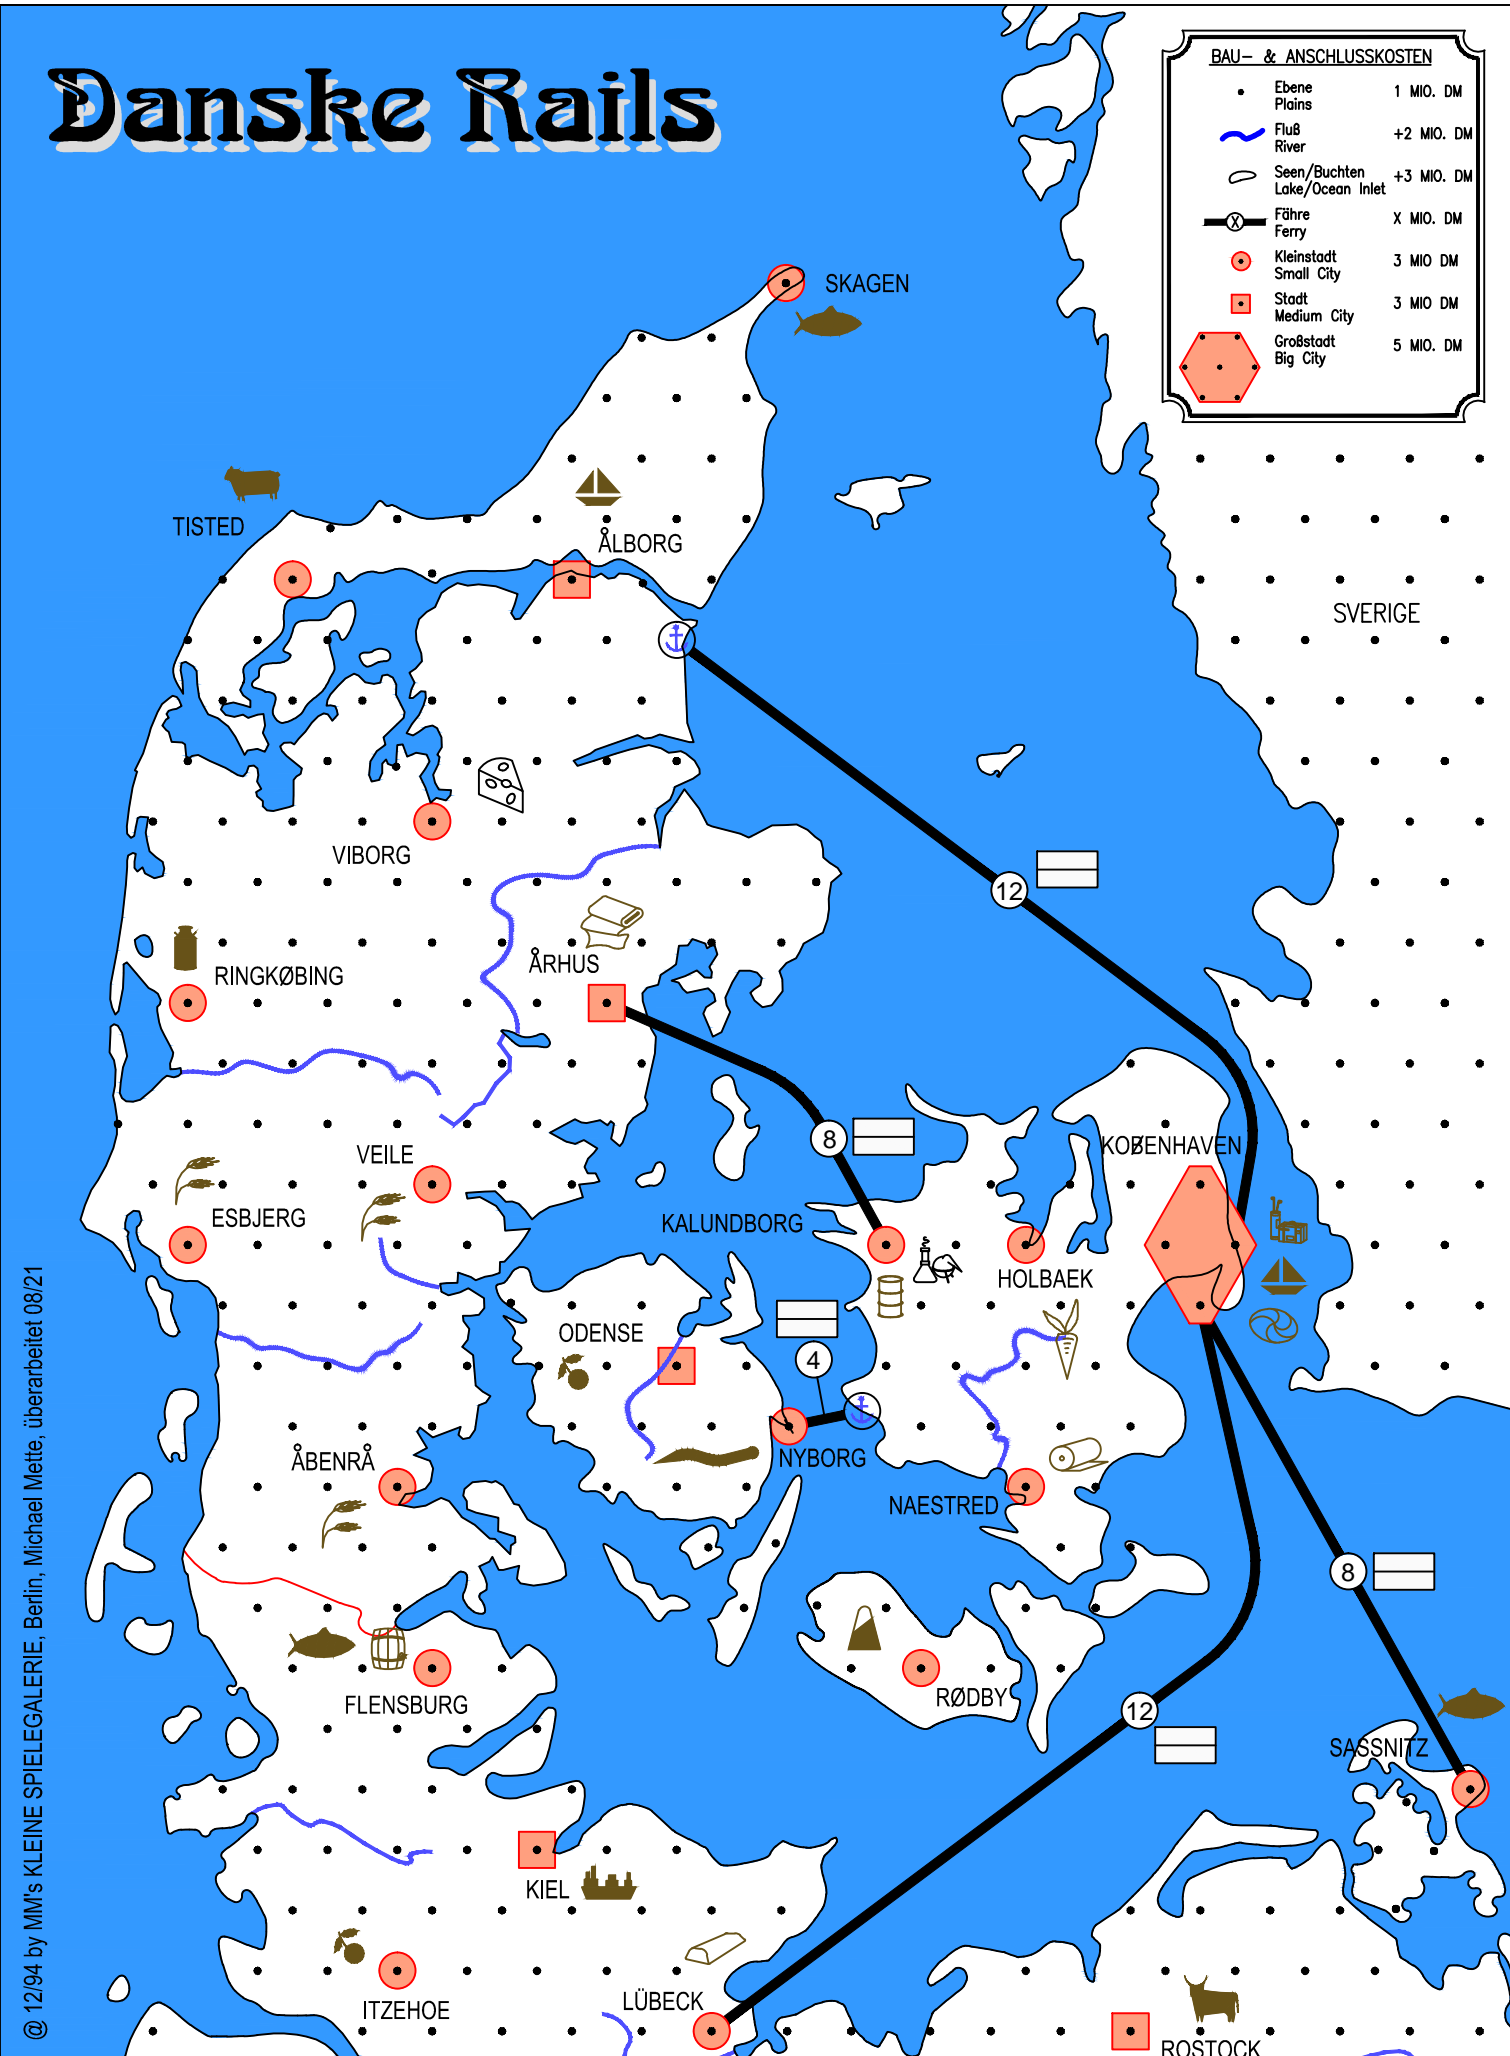 Danske Rails
BAU- & ANSCHLUSSKOSTEN
Ebene
Plains
1 MIO. DM
Fluß
River
+2 MIO. DM
Seen/Buchten
Lake/Ocean Inlet
+3 MIO. DM
X
Fähre
Ferry
X MIO. DM
Kleinstadt
Small City
3 MIO DM
Stadt
Medium City
3 MIO DM
Großstadt
Big City
5 MIO. DM
SKAGEN
TISTED
ÅLBORG
SVERIGE
VIBORG
12
RINGKØBING
ÅRHUS
8
VEILE
KOBENHAVEN
ESBJERG
KALUNDBORG
HOLBAEK
ODENSE
4
NYBORG
ÅBENRÅ
NAESTRED
8
FLENSBURG
RØDBY
12
SASSNITZ
KIEL
ITZEHOE
LÜBECK
ROSTOCK
@ 12/94 by MM's KLEINE SPIELEGALERIE, Berlin, Michael Mette, überarbeitet 08/21